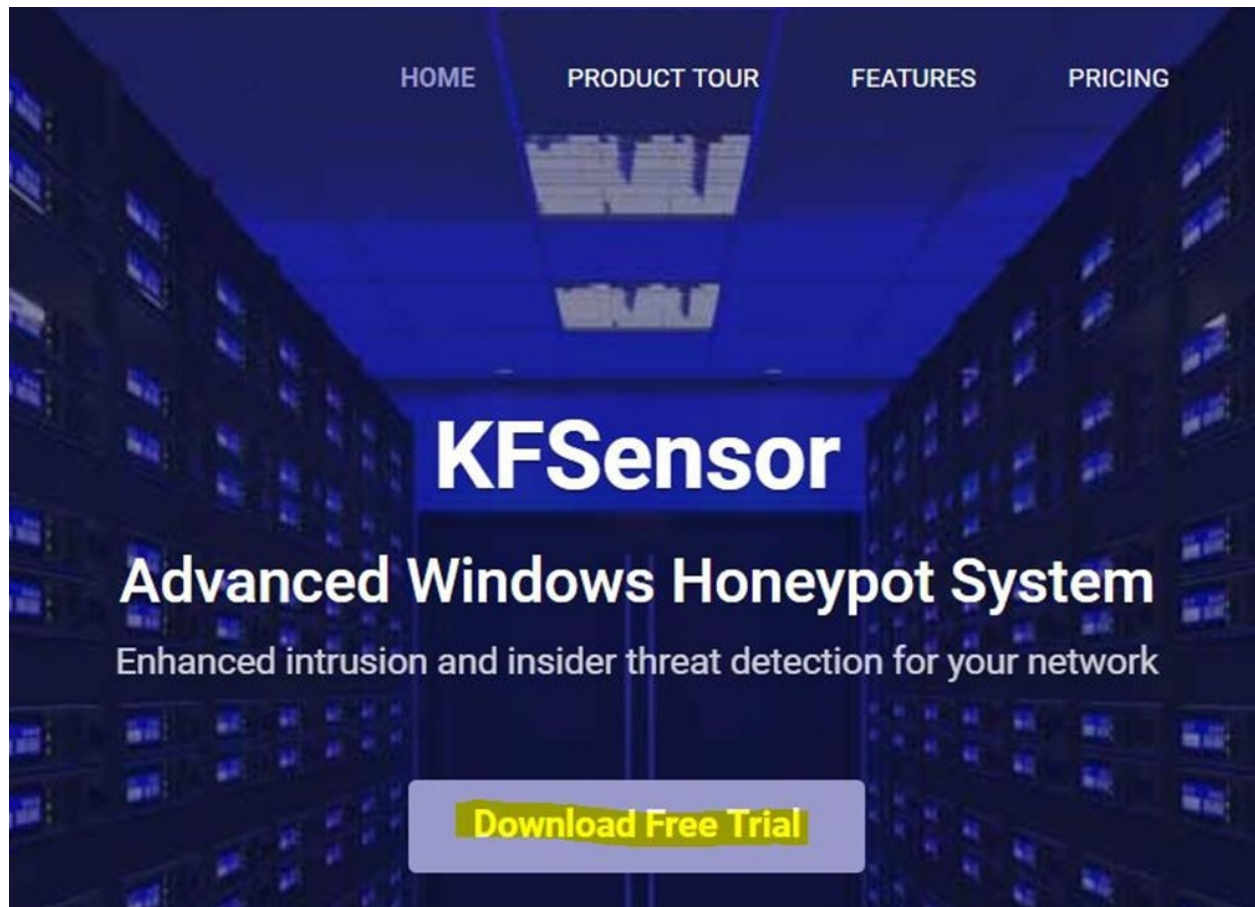 HOME PRODUCT TOUR FEATURES PRICING
KFSensor
Advanced Windows Honeypot System
Enhanced intrusion and insider threat detection for your network
Download Free Trial